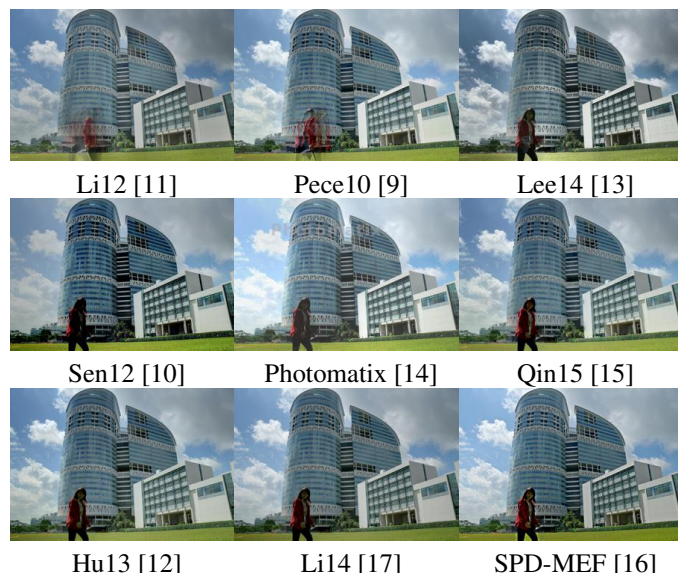 Li12 [11] Pece10 [9] Lee14 [13]
Sen12 [10] Photomatix [14] Qin15 [15]
Hu13 [12] Li14 [17] SPD-MEF [16]